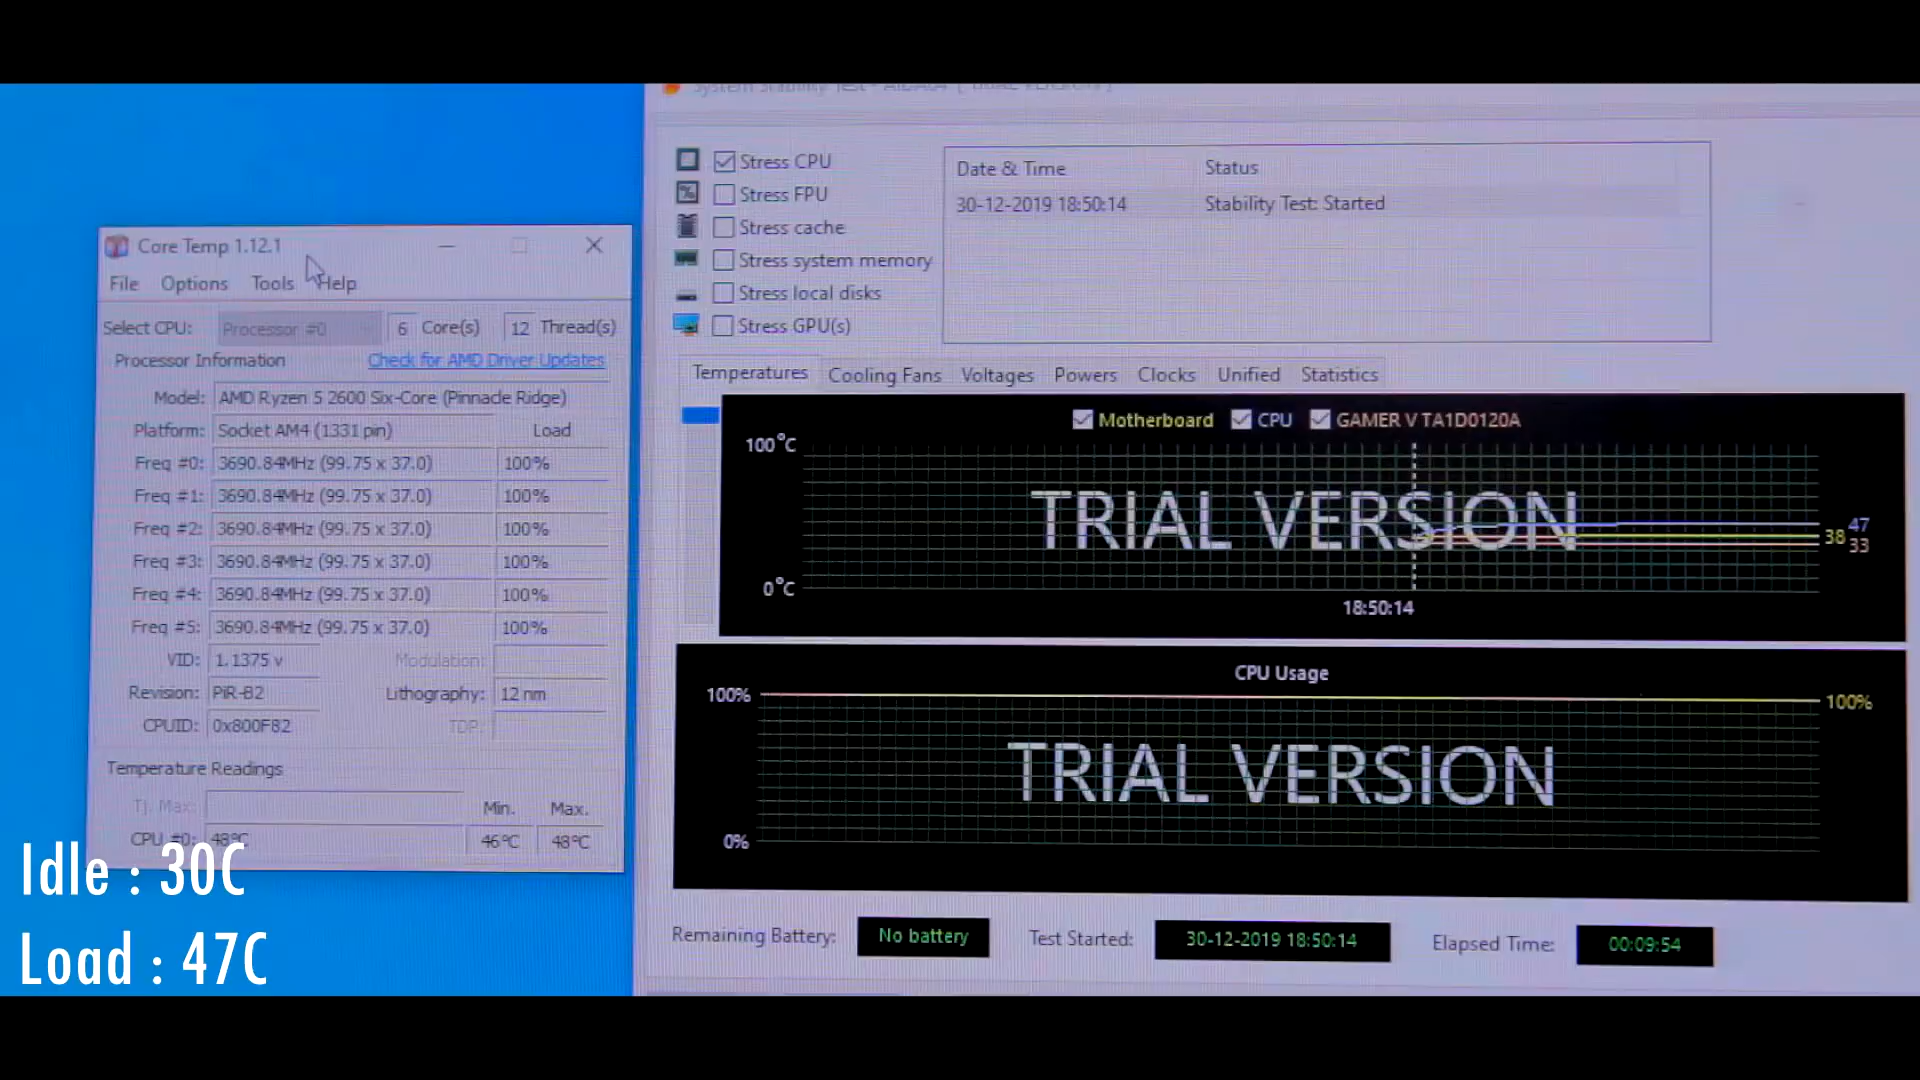 System Stability Test - AIDA64 [ TRIAL VERSION ]
Stress CPU
Stress FPU
Stress cache
Stress system memory
Stress local disks
Stress GPU(s)
Date & Time Status
30-12-2019 18:50:14 Stability Test: Started
Core Temp 1.12.1
File Options Tools Help
Select CPU: Processor #0 6 Core(s) 12 Thread(s)
Processor Information Check for AMD Driver Updates
Model: AMD Ryzen 5 2600 Six-Core (Pinnacle Ridge)
Platform: Socket AM4 (1331 pin) Load
Freq #0: 3690.84MHz (99.75 x 37.0) 100%
Freq #1: 3690.84MHz (99.75 x 37.0) 100%
Freq #2: 3690.84MHz (99.75 x 37.0) 100%
Freq #3: 3690.84MHz (99.75 x 37.0) 100%
Freq #4: 3690.84MHz (99.75 x 37.0) 100%
Freq #5: 3690.84MHz (99.75 x 37.0) 100%
VID: 1.1375 v Modulation:
Revision: PiR-B2 Lithography: 12 nm
CPUID: 0x800F82 TDP:
Temperature Readings
Tj. Max: Min. Max.
CPU #0: 48°C 46°C 48°C
Temperatures Cooling Fans Voltages Powers Clocks Unified Statistics
Motherboard CPU GAMER V TA1D0120A
100°C
TRIAL VERSION
47
38 33
0°C
18:50:14
CPU Usage
100% 100%
TRIAL VERSION
0%
Remaining Battery: No battery Test Started: 30-12-2019 18:50:14 Elapsed Time: 00:09:54
Idle : 30C
Load : 47C